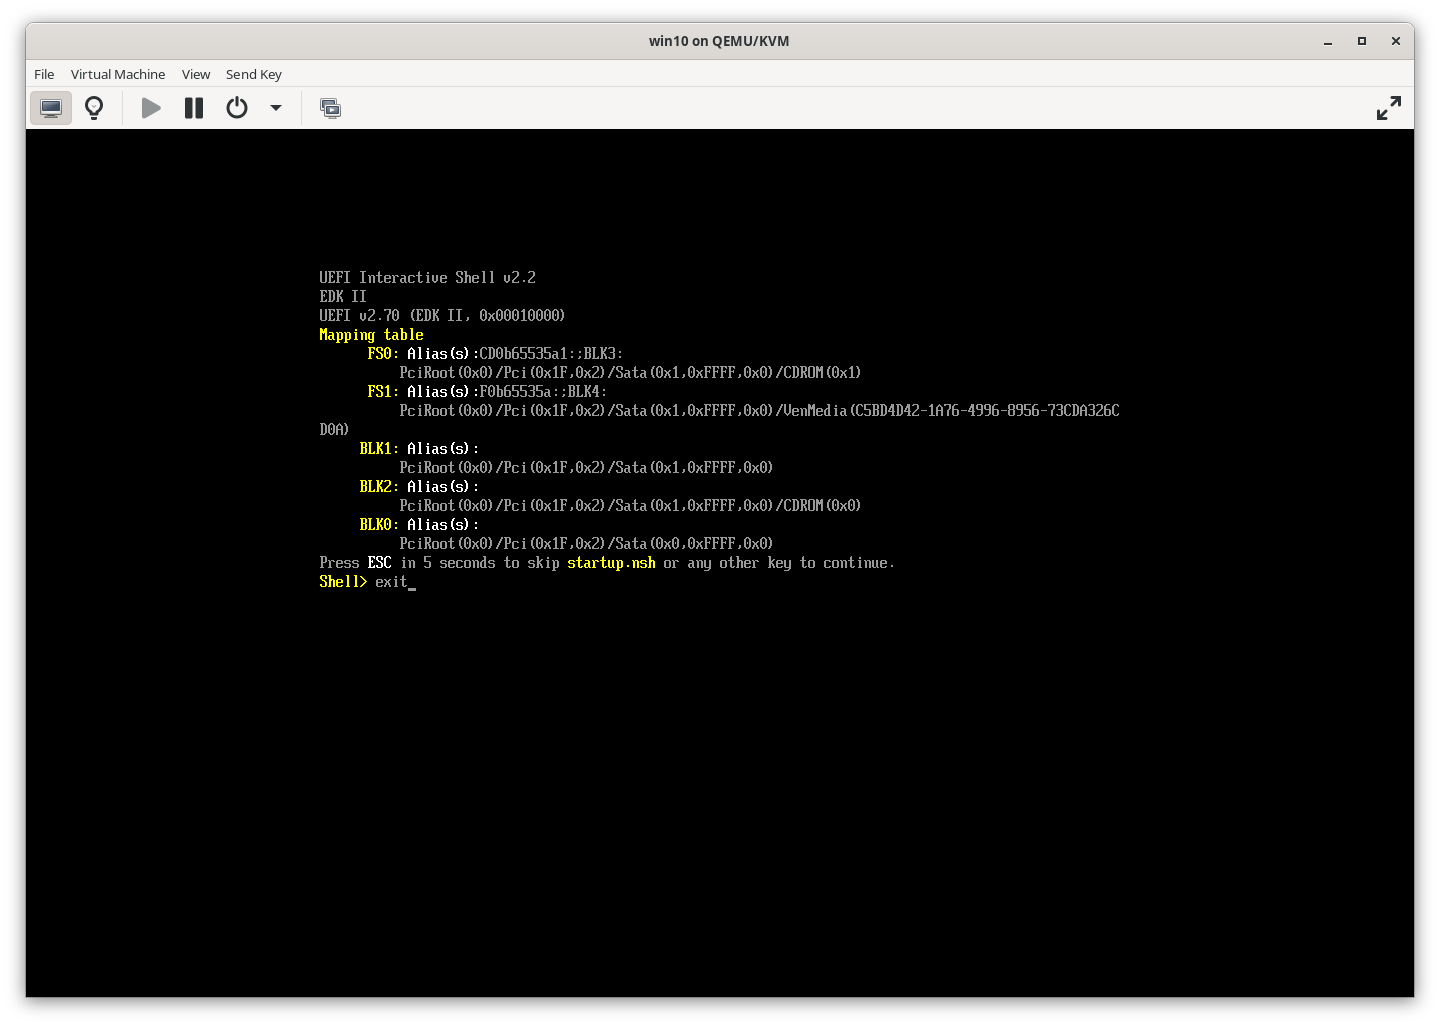 win10 on QEMU/KVM
File Virtual Machine View Send Key
UEFI Interactive Shell v2.2
EDK II
UEFI v2.70 (EDK II, 0x00010000)
Mapping table
FS0: Alias(s):CD0b65535a1:;BLK3:
PciRoot(0x0)/Pci(0x1F,0x2)/Sata(0x1,0xFFFF,0x0)/CDROM(0x1)
FS1: Alias(s):F0b65535a:;BLK4:
PciRoot(0x0)/Pci(0x1F,0x2)/Sata(0x1,0xFFFF,0x0)/VenMedia(C5BD4D42-1A76-4996-8956-73CDA326C
D0A)
BLK1: Alias(s):
PciRoot(0x0)/Pci(0x1F,0x2)/Sata(0x1,0xFFFF,0x0)
BLK2: Alias(s):
PciRoot(0x0)/Pci(0x1F,0x2)/Sata(0x1,0xFFFF,0x0)/CDROM(0x0)
BLK0: Alias(s):
PciRoot(0x0)/Pci(0x1F,0x2)/Sata(0x0,0xFFFF,0x0)
Press ESC in 5 seconds to skip startup.nsh or any other key to continue.
Shell> exit_